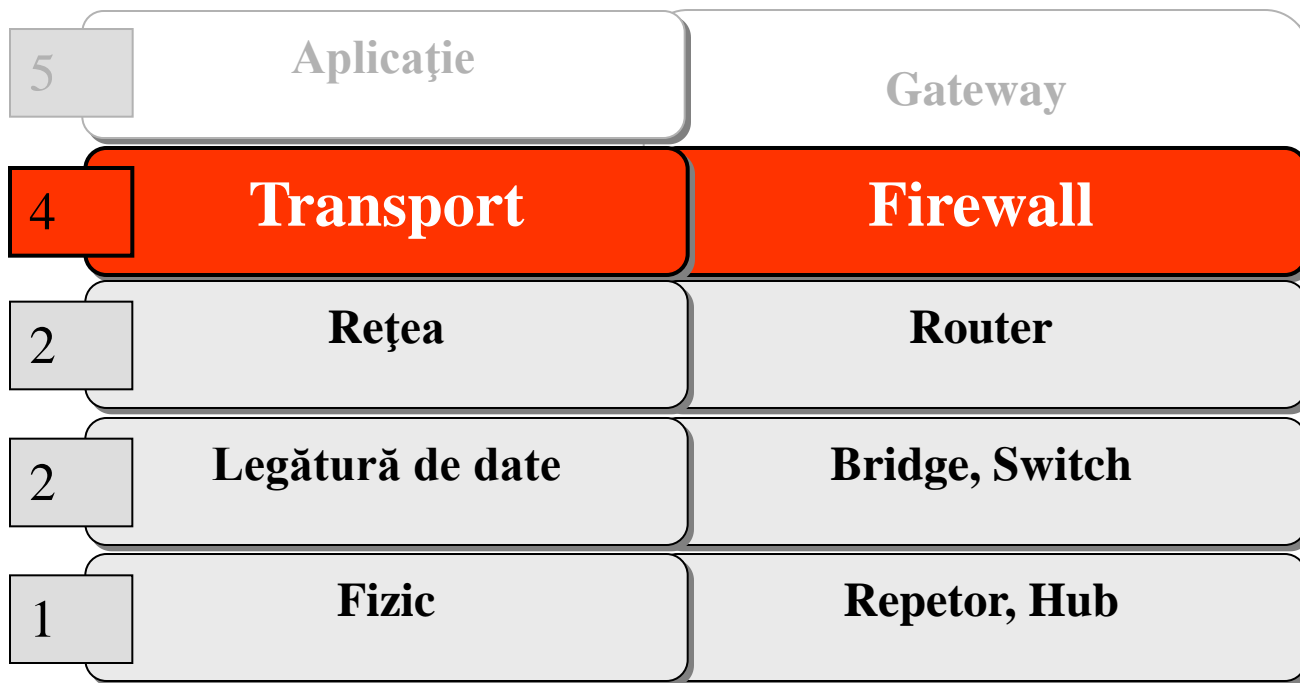 5
Aplicaţie
Gateway
4
Transport
Firewall
2
Reţea
Router
2
Legătură de date
Bridge, Switch
1
Fizic
Repetor, Hub